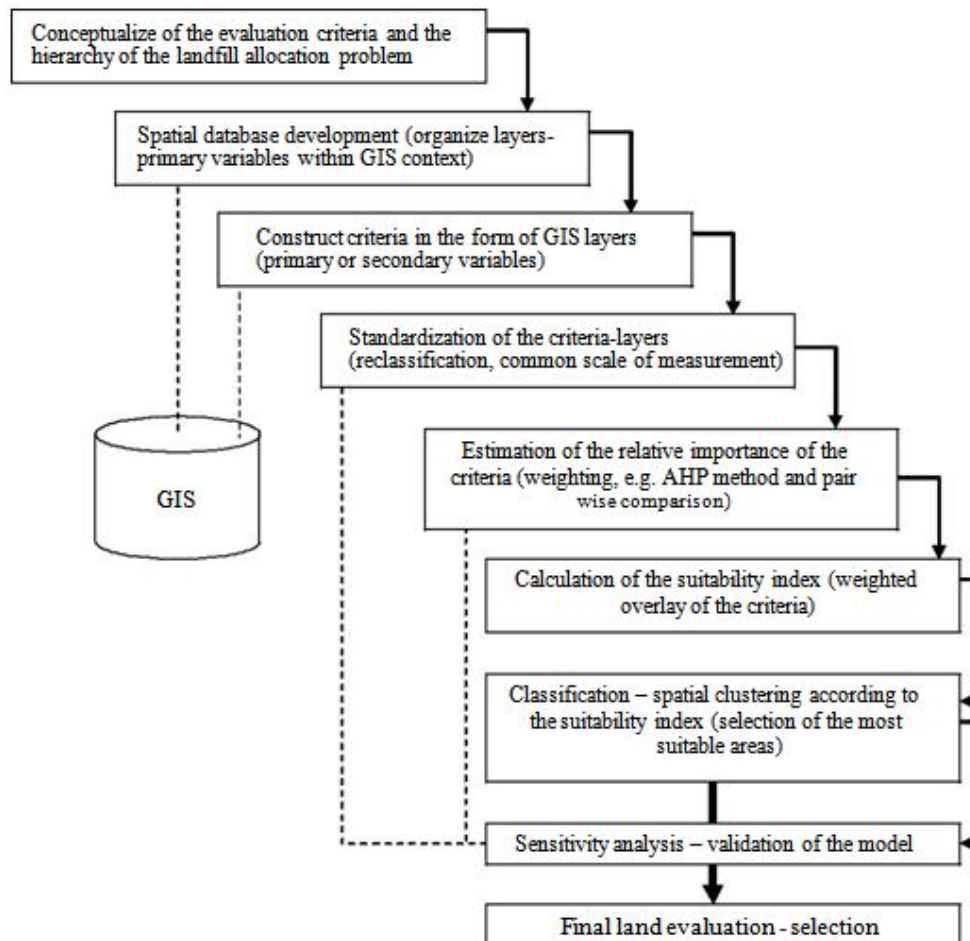 Conceptualize of the evaluation criteria and the
hierarchy of the landfill allocation problem
Spatial database development (organize layers-
primary variables within GIS context)
Construct criteria in the form of GIS layers
(primary or secondary variables)
Standardization of the criteria-layers
(reclassification, common scale of measurement)
Estimation of the relative importance of the
criteria (weighting, e.g. AHP method and pair
wise comparison)
GIS
Calculation of the suitability index (weighted
overlay of the criteria)
Classification – spatial clustering according to
the suitability index (selection of the most
suitable areas)
Sensitivity analysis – validation of the model
Final land evaluation - selection